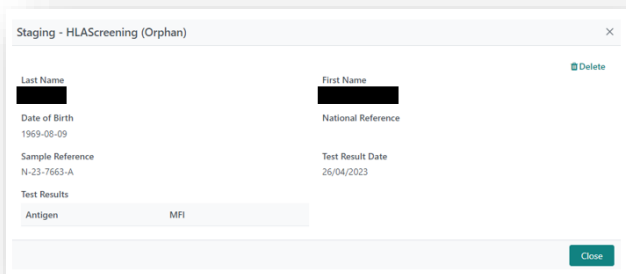 Staging - HLAScreening (Orphan)
Delete
Last Name
First Name
Date of Birth
National Reference
1969-08-09
Sample Reference
Test Result Date
N-23-7663-A
26/04/2023
Test Results
Antigen MFI
Close